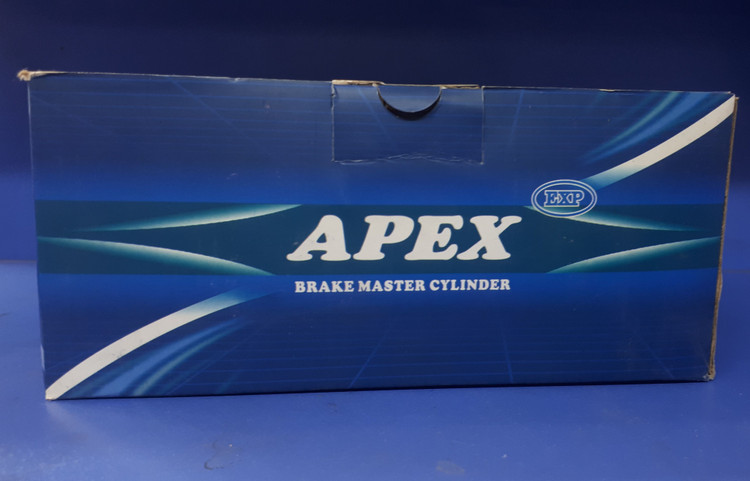 EXP
APEX
BRAKE MASTER CYLINDER